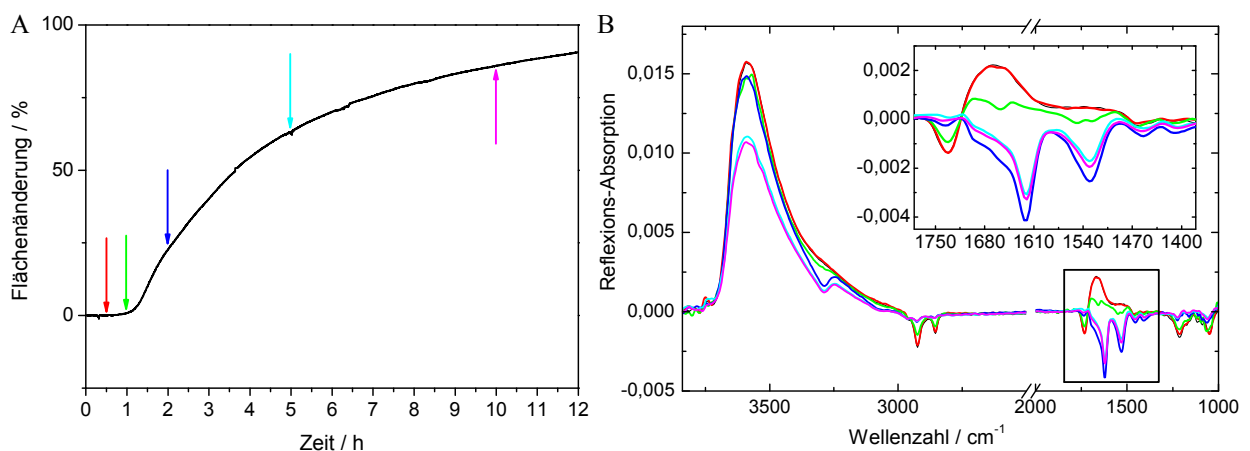 A
Flächenänderung / %
100
75
50
25
0
0 1 2 3 4 5 6 7 8 9 10 11 12
Zeit / h
B
Reflexions-Absorption
0,015
0,010
0,005
0,000
-0,005
3500 3000 2000 1500 1000
Wellenzahl / cm⁻¹
0,002
0,000
-0,002
-0,004
1750 1680 1610 1540 1470 1400